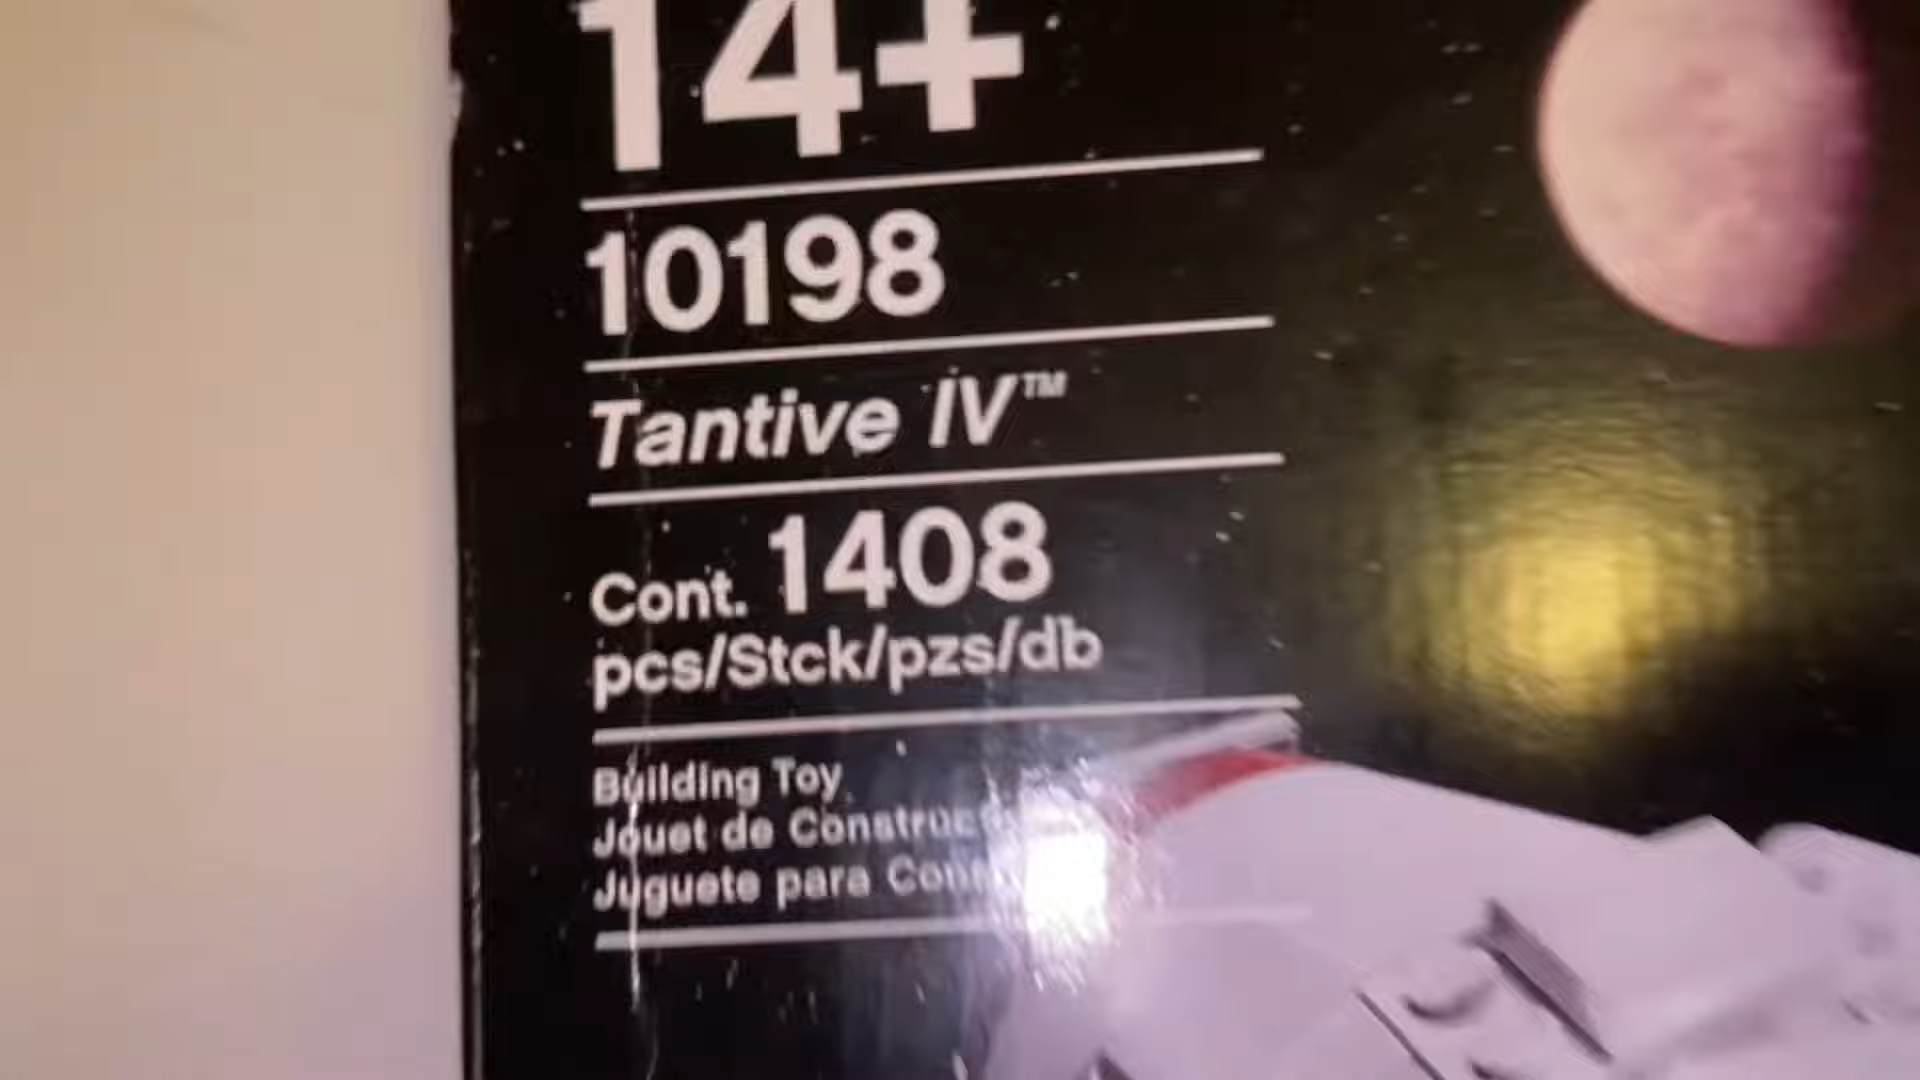 14+
10198
Tantive IV™
Cont. 1408
pcs/Stck/pzs/db
Building Toy
Jouet de
Juguete para